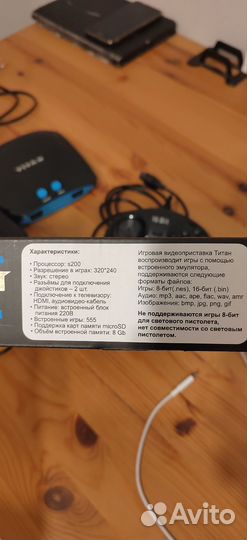 Характеристики:
• Процессор: s200
• Разрешение в играх: 320*240
• Звук: стерео
• Разъёмы для подключения
джойстиков – 2 шт.
• Подключение к телевизору:
HDMI, аудиовидео-кабель
• Питание: встроенный блок
питания 220В
• Встроенные игры: 555
• Поддержка карт памяти microSD
• Объём встроенной памяти: 8 Gb
Игровая видеоприставка Титан
воспроизводит игры с помощью
встроенного эмулятора,
поддерживаются следующие
форматы файлов:
Игры: 8-бит(.nes), 16-бит (.bin)
Аудио: mp3, aac, ape, flac, wav, amr
Изображения: bmp, jpg, png, gif
Не поддерживаются игры 8-бит
для светового пистолета,
нет совместимости со световым
пистолетом.
Avito